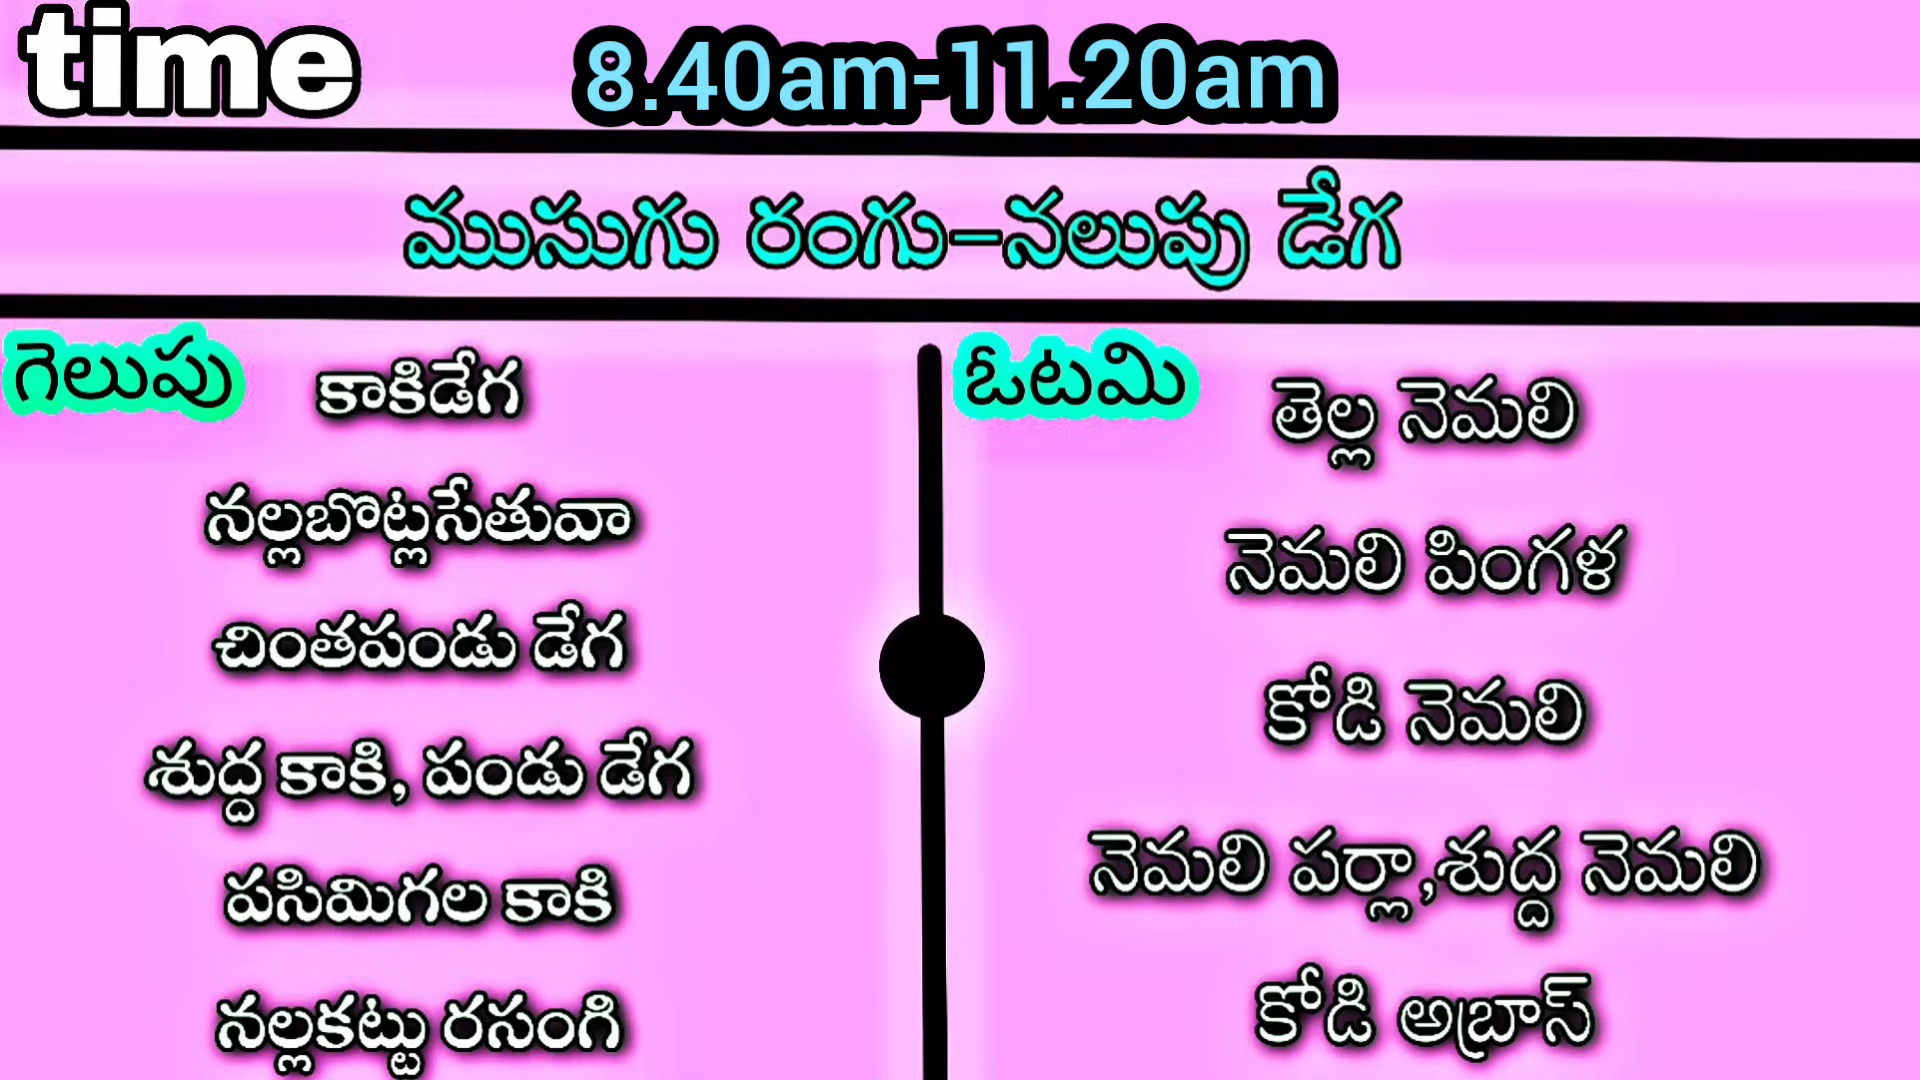 time 8.40am-11.20am
ముసుగు రంగు-నలుపు డేగ
గెలుపు
కాకిడేగ
నల్లబొట్లసేతువా
చింతపండు డేగ
శుద్ద కాకి, పండు డేగ
పసిమిగల కాకి
నల్లకట్టు రసంగి
ఓటమి
తెల్ల నెమలి
నెమలి పింగళ
కోడి నెమలి
నెమలి పర్లా,శుద్ద నెమలి
కోడి అబ్రాస్